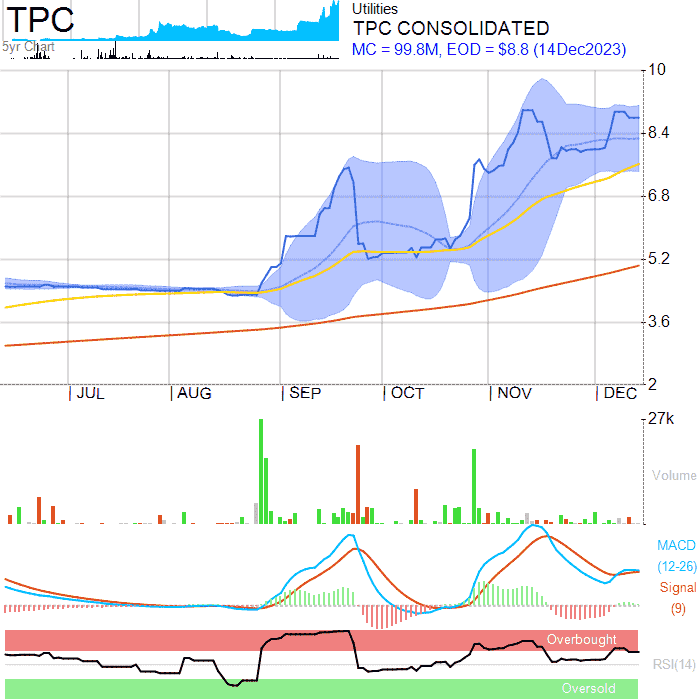 TPC
5yr Chart
Utilities
TPC CONSOLIDATED
MC = 99.8M, EOD = $8.8 (14Dec2023)
10
8.4
6.8
5.2
3.6
2
JUL AUG SEP OCT NOV DEC
27k
Volume
MACD
(12-26)
Signal
(9)
Overbought
RSI(14)
Oversold